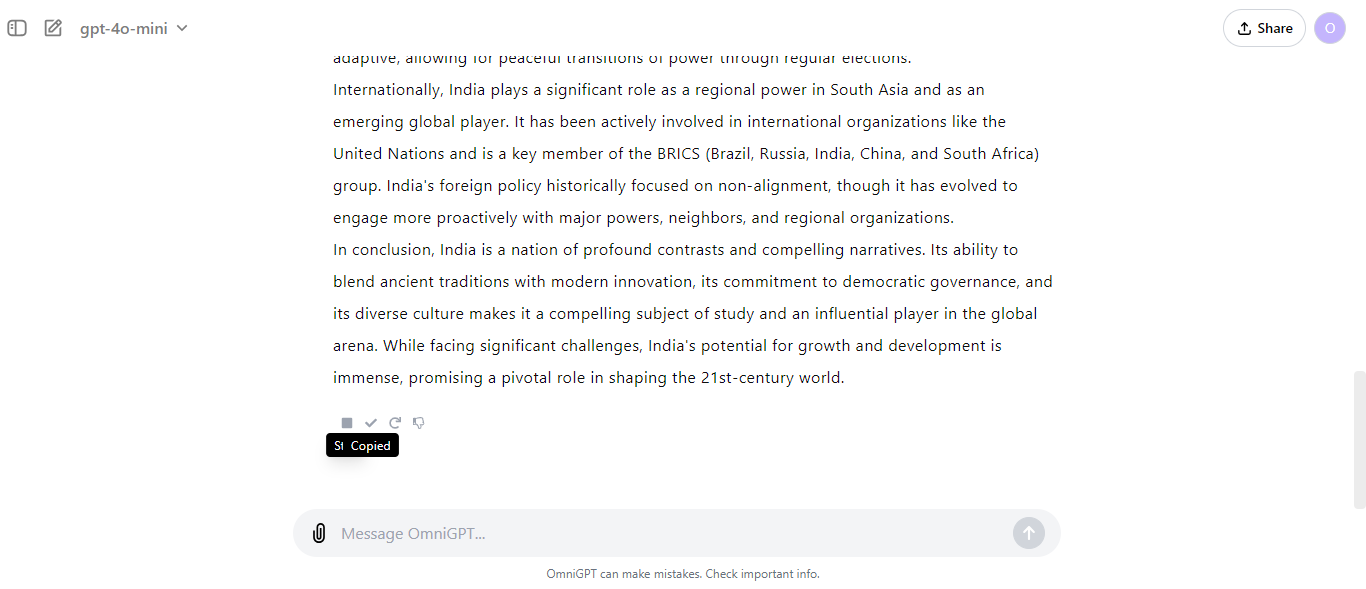 gpt-4o-mini
Share
O
adaptive, allowing for peaceful transitions of power through regular elections.
Internationally, India plays a significant role as a regional power in South Asia and as an
emerging global player. It has been actively involved in international organizations like the
United Nations and is a key member of the BRICS (Brazil, Russia, India, China, and South Africa)
group. India's foreign policy historically focused on non-alignment, though it has evolved to
engage more proactively with major powers, neighbors, and regional organizations.
In conclusion, India is a nation of profound contrasts and compelling narratives. Its ability to
blend ancient traditions with modern innovation, its commitment to democratic governance, and
its diverse culture makes it a compelling subject of study and an influential player in the global
arena. While facing significant challenges, India's potential for growth and development is
immense, promising a pivotal role in shaping the 21st-century world.
Copied
Message OmniGPT...
OmniGPT can make mistakes. Check important info.